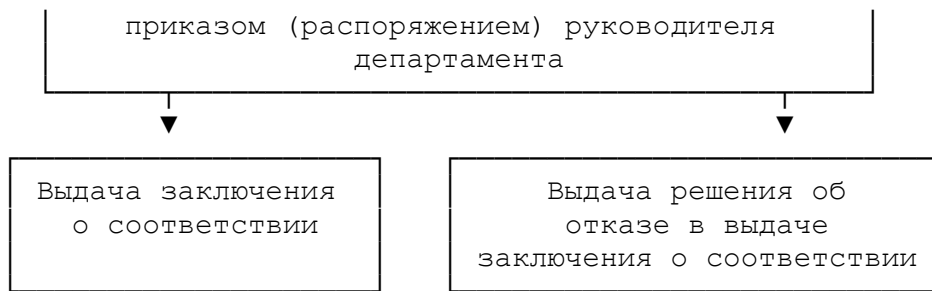 приказом (распоряжением) руководителя
департамента
Выдача заключения
о соответствии
Выдача решения об
отказе в выдаче
заключения о соответствии